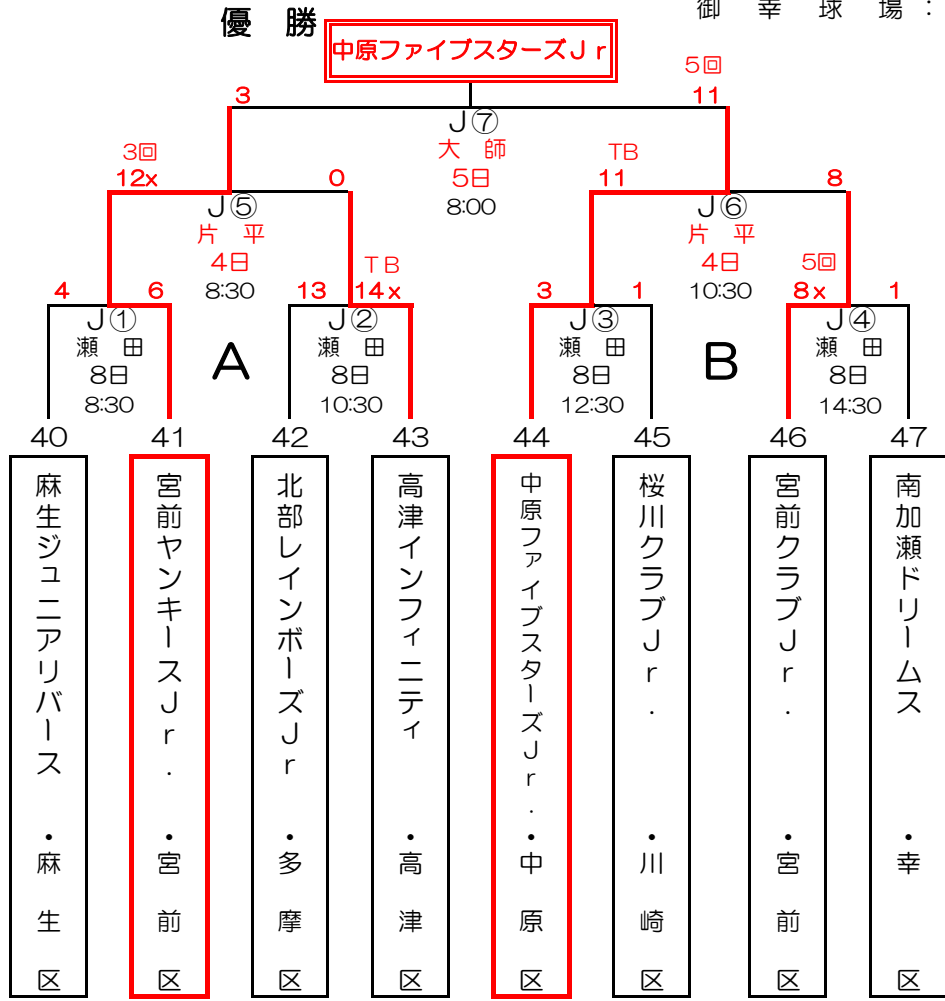 御幸球場：
優勝
中原ファイブスターズＪｒ
5回
3
11
Ｊ⑦
大師
5日
8:00
3回
TB
12x
0
11
8
Ｊ⑤
片平
4日
8:30
Ｊ⑥
片平
4日
10:30
ＴＢ
5回
4
6
13
14x
3
1
8x
1
Ｊ①
瀬田
8日
8:30
A
Ｊ②
瀬田
8日
10:30
Ｊ③
瀬田
8日
12:30
B
Ｊ④
瀬田
8日
14:30
40
41
42
43
44
45
46
47
麻生ジュニアリバース・麻生区
宮前ヤンキースＪｒ．・宮前区
北部レインボーズＪｒ・多摩区
高津インフィニティ・高津区
中原ファイブスターズＪｒ．・中原区
桜川クラブＪｒ．・川崎区
宮前クラブＪｒ．・宮前区
南加瀬ドリームス・幸区